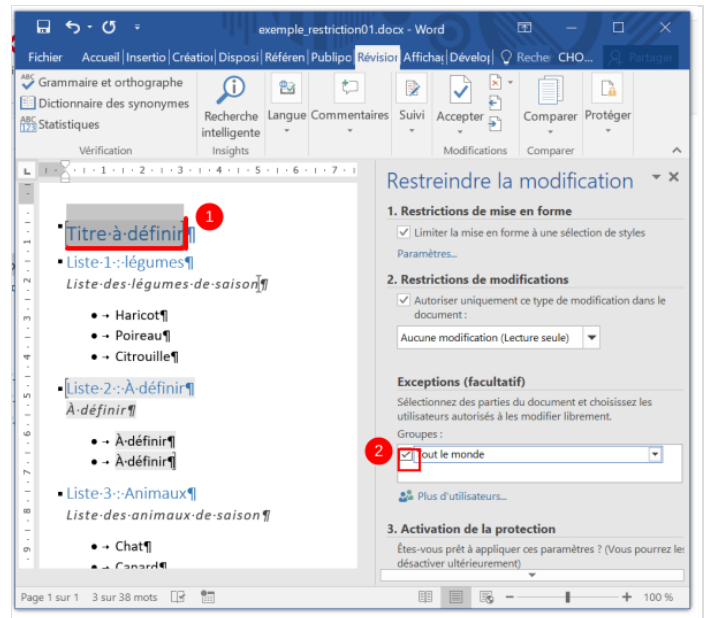 exemple_restriction01.docx - Word
Fichier Accueil Insertio Création Disposi Référen Publipo Révision Affichag Dévelop Reche CHO... Partager
Grammaire et orthographe
Dictionnaire des synonymes
Statistiques
Recherche intelligente
Langue Commentaires Suivi Accepter Comparer Protéger
Vérification Insights Modifications Comparer
Restreindre la modification
1. Restrictions de mise en forme
Limiter la mise en forme à une sélection de styles
Paramètres...
2. Restrictions de modifications
Autoriser uniquement ce type de modification dans le
document :
Aucune modification (Lecture seule)
Exceptions (facultatif)
Sélectionnez des parties du document et choisissez les
utilisateurs autorisés à les modifier librement.
Groupes :
2
Tout le monde
Plus d'utilisateurs...
3. Activation de la protection
Êtes-vous prêt à appliquer ces paramètres ? (Vous pourrez les
désactiver ultérieurement)
1
Titre·à·définir¶
Liste·1·:·légumes¶
Liste·des·légumes·de·saison¶
Haricot¶
Poireau¶
Citrouille¶
Liste·2·:·À·définir¶
À·définir¶
À·définir¶
À·définir¶
Liste·3·:·Animaux¶
Liste·des·animaux·de·saison¶
Chat¶
Canard¶
Page 1 sur 1 3 sur 38 mots 100 %